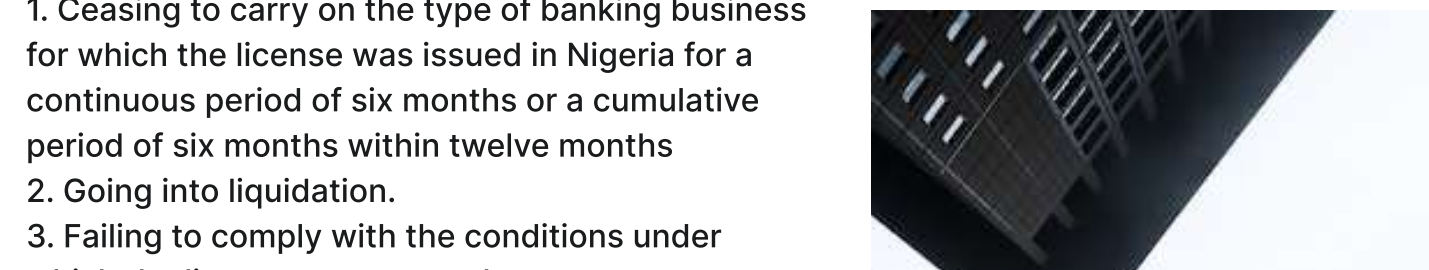 1. Ceasing to carry on the type of banking business
for which the license was issued in Nigeria for a
continuous period of six months or a cumulative
period of six months within twelve months
2. Going into liquidation.
3. Failing to comply with the conditions under